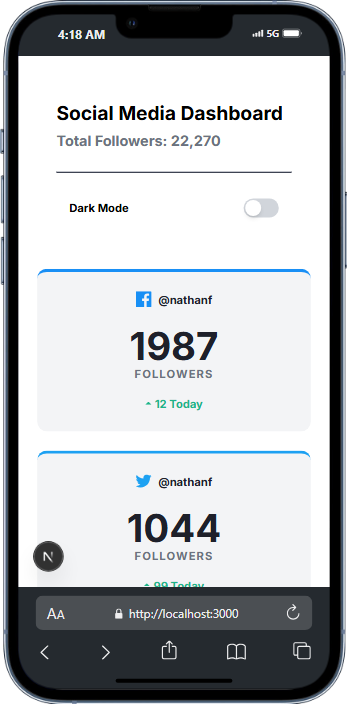 4:18 AM 5G
Social Media Dashboard
Total Followers: 22,270
Dark Mode
@nathanf
1987
FOLLOWERS
12 Today
@nathanf
1044
FOLLOWERS
99 Today
N
AA http://localhost:3000